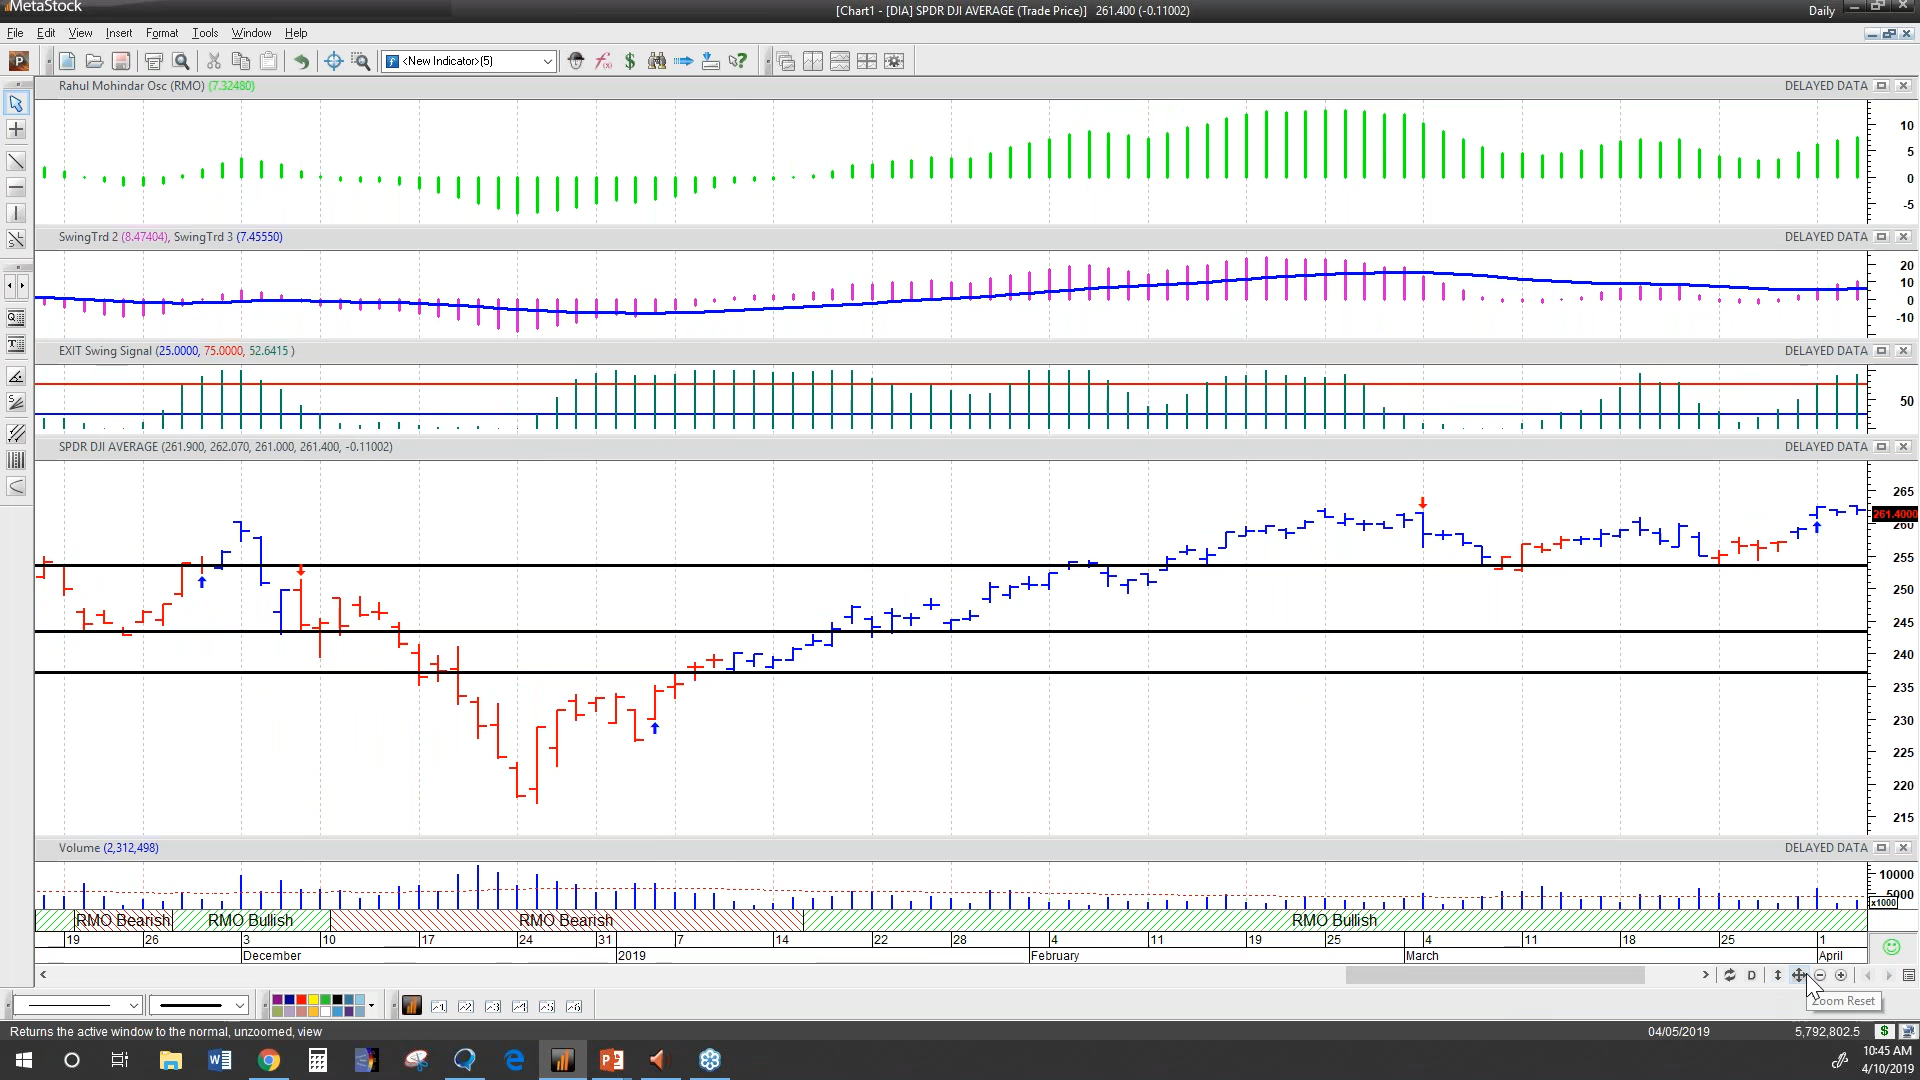 MetaStock
[Chart1 - [DIA] SPDR DJI AVERAGE (Trade Price)] 261.400 (-0.11002)
Daily
File Edit View Insert Format Tools Window Help
<New Indicator>(5)
Rahul Mohindar Osc (RMO) (7.32480)
DELAYED DATA
10
5
0
-5
SwingTrd 2 (8.47404), SwingTrd 3 (7.45550)
DELAYED DATA
20
10
0
-10
EXIT Swing Signal (25.0000, 75.0000, 52.6415 )
DELAYED DATA
50
SPDR DJI AVERAGE (261.900, 262.070, 261.000, 261.400, -0.11002)
DELAYED DATA
265
261.4000
260
255
250
245
240
235
230
225
220
215
Volume (2,312,498)
DELAYED DATA
10000
5000
x1000
RMO Bearish RMO Bullish RMO Bearish RMO Bullish
19 26 3 10 17 24 31 7 14 22 28 4 11 19 25 4 11 18 25 1
December 2019 February March April
D
Zoom Reset
Returns the active window to the normal, unzoomed, view
04/05/2019 5,792,802.5
10:45 AM
4/10/2019